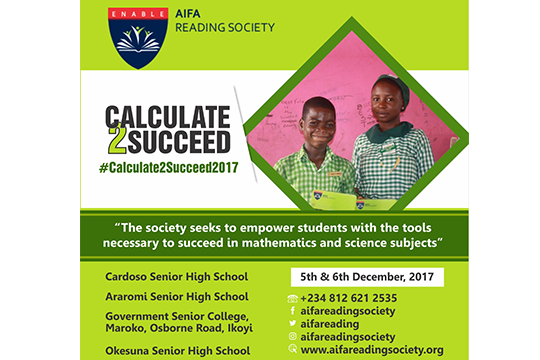 ENABLE
AIFA
READING SOCIETY
CALCULATE
2SUCCEED
#Calculate2Succeed2017
“The society seeks to empower students with the tools
necessary to succeed in mathematics and science subjects”
Cardoso Senior High School
Araromi Senior High School
Government Senior College,
Maroko, Osborne Road, Ikoyi
Okesuna Senior High School
5th & 6th December, 2017
+234 812 621 2535
aifareadingsociety
aifareading
aifareadingsociety
www.aifareadingsociety.org